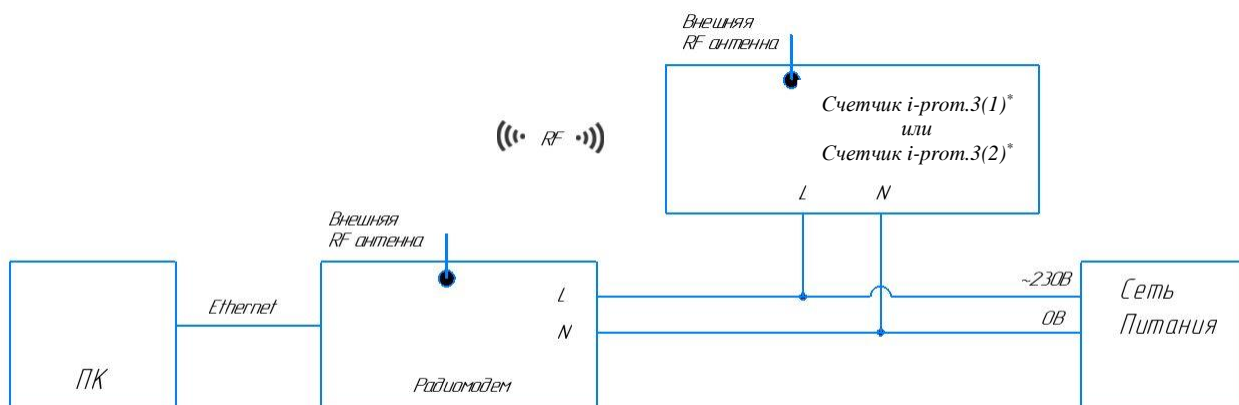 Внешняя
RF антенна
Счетчик i-prom.3(1)*
или
Счетчик i-prom.3(2)*
RF
L N
Внешняя
RF антенна
Ethernet
L
N
~230В
0В
Сеть
Питания
ПК
Радиомодем